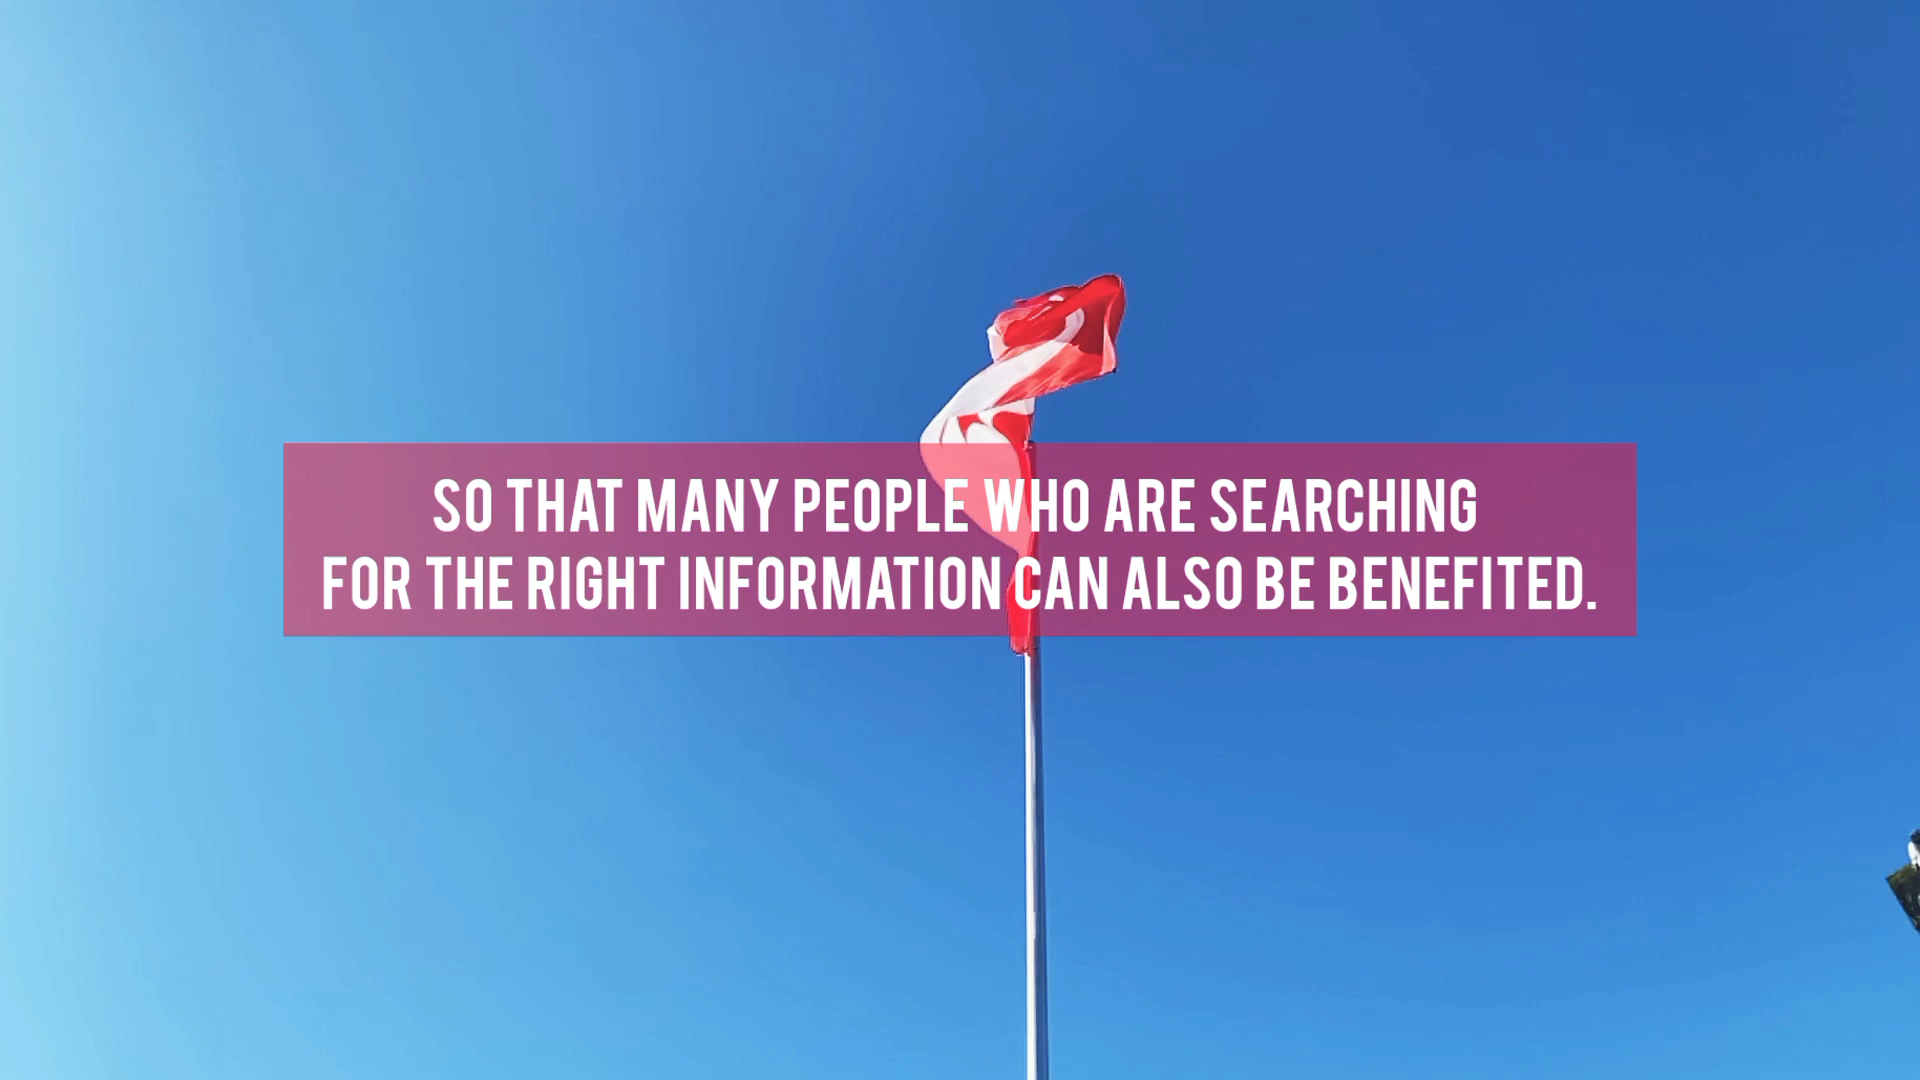 SO THAT MANY PEOPLE WHO ARE SEARCHING
FOR THE RIGHT INFORMATION CAN ALSO BE BENEFITED.